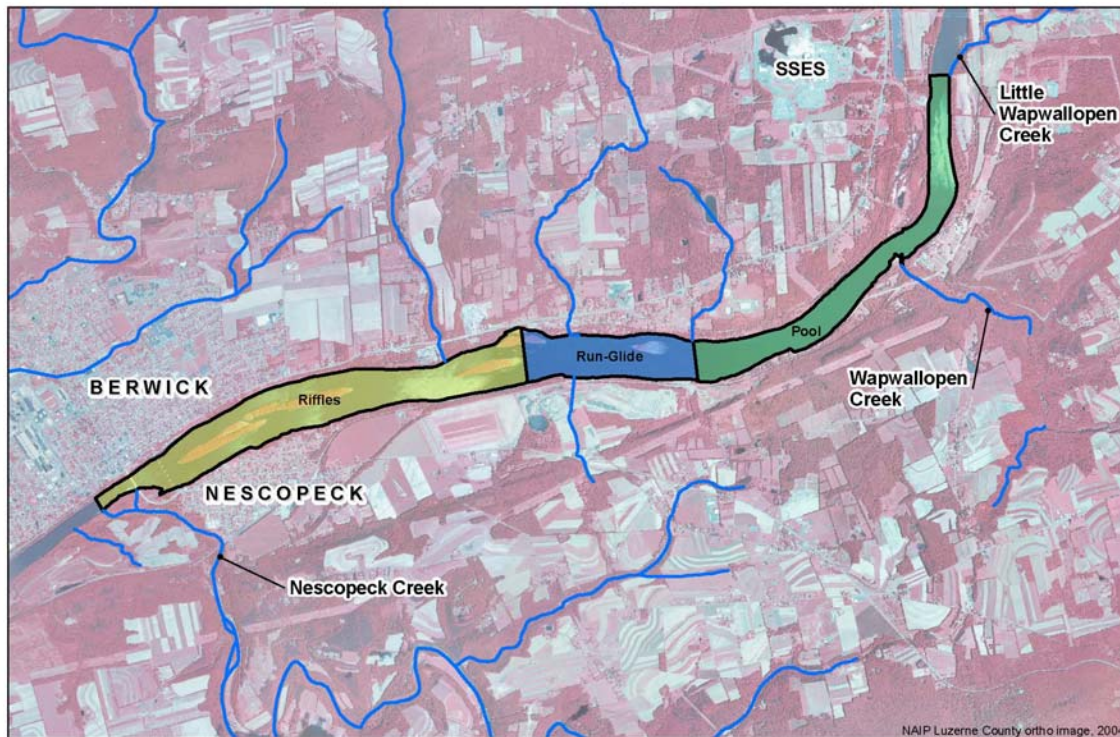 SSES
Little
Wapwallopen
Creek
Pool
Run-Glide
Wapwallopen
Creek
BERWICK
Riffles
NESCOPECK
Nescopeck Creek
NAIP Luzerne County ortho image,